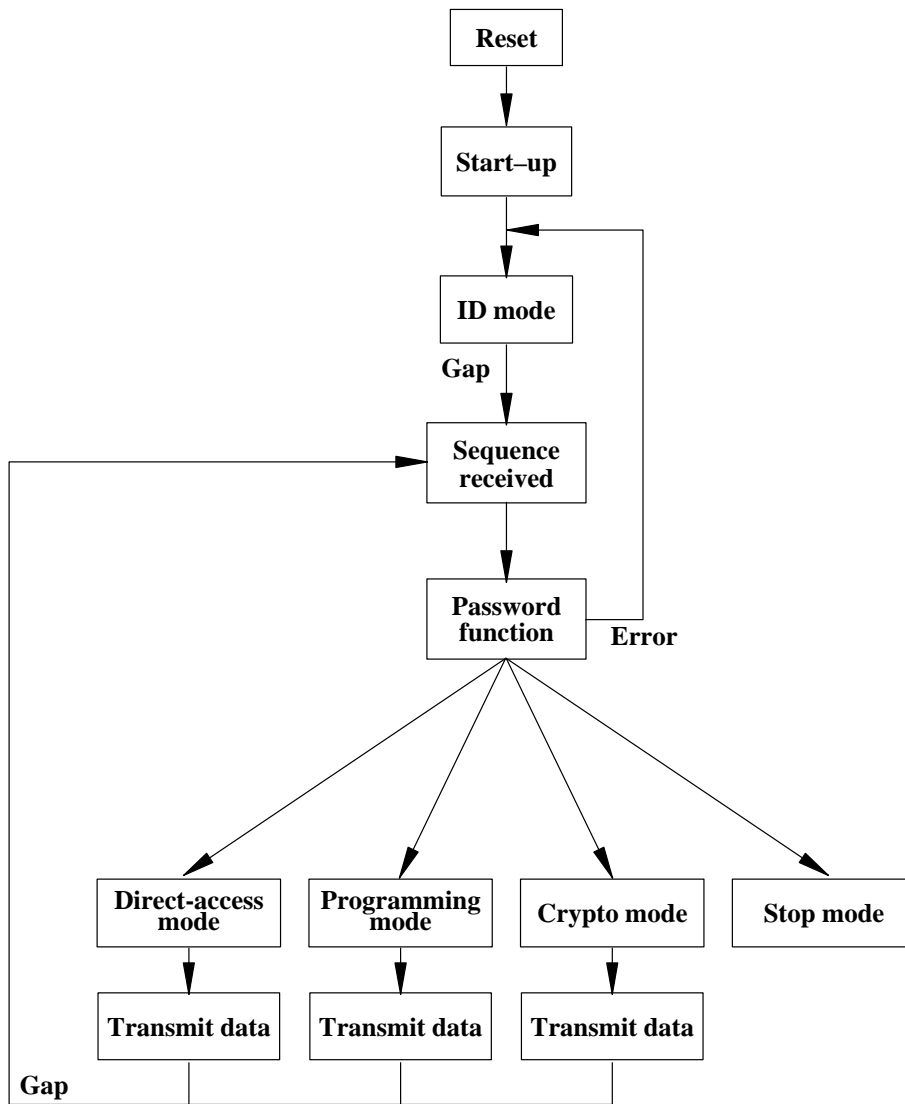 Reset
Start–up
ID mode
Gap
Sequence
received
Password
function
Error
Direct-access
mode
Programming
mode
Crypto mode
Stop mode
Transmit data
Transmit data
Transmit data
Gap